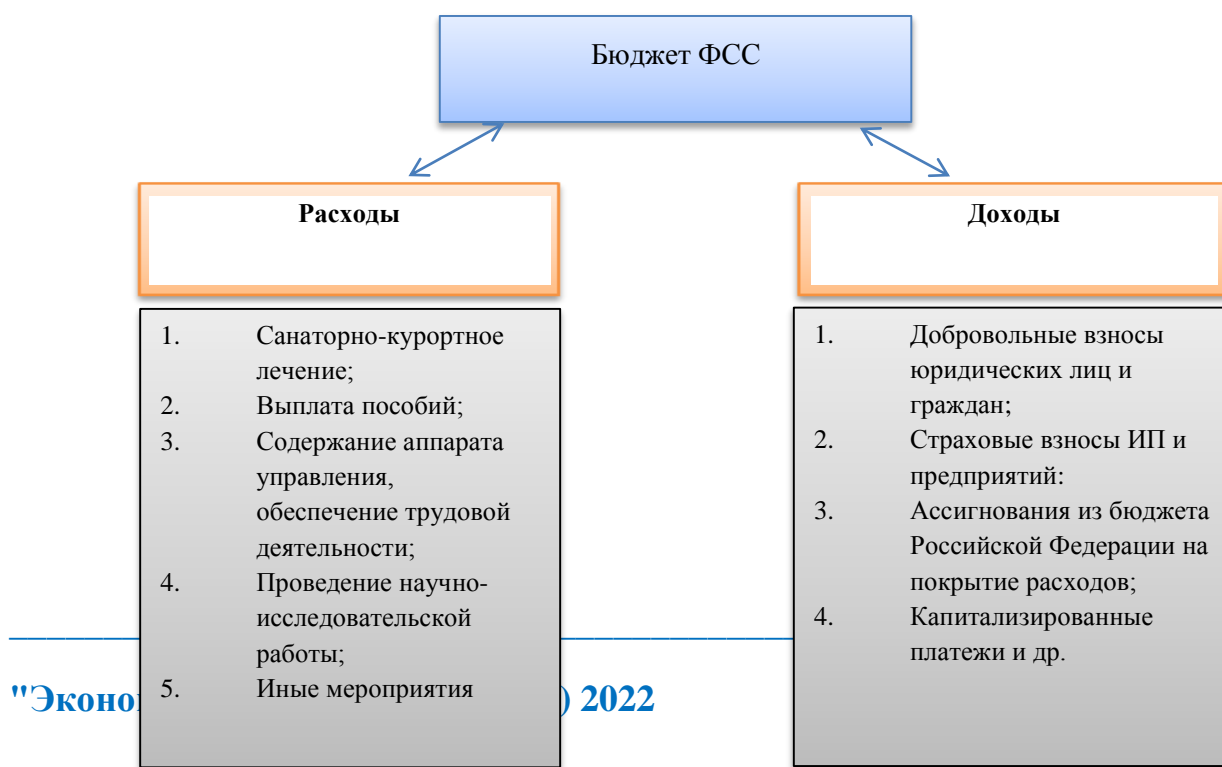 Бюджет ФСС
Расходы
1. Санаторно-курортное
лечение;
2. Выплата пособий;
3. Содержание аппарата
управления,
обеспечение трудовой
деятельности;
4. Проведение научно-
исследовательской
работы;
5. Иные мероприятия
Доходы
1. Добровольные взносы
юридических лиц и
граждан;
2. Страховые взносы ИП и
предприятий:
3. Ассигнования из бюджета
Российской Федерации на
покрытие расходов;
4. Капитализированные
платежи и др.
) 2022